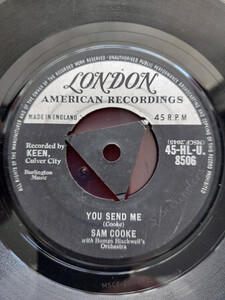 LONDON
AMERICAN RECORDINGS
MADE IN ENGLAND
45 R.P.M
Recorded by
KEEN,
Culver City
Burlington
Music
45-HL-U.
8506
YOU SEND ME
(Cooke)
SAM COOKE
with Bumps Blackwell's
Orchestra